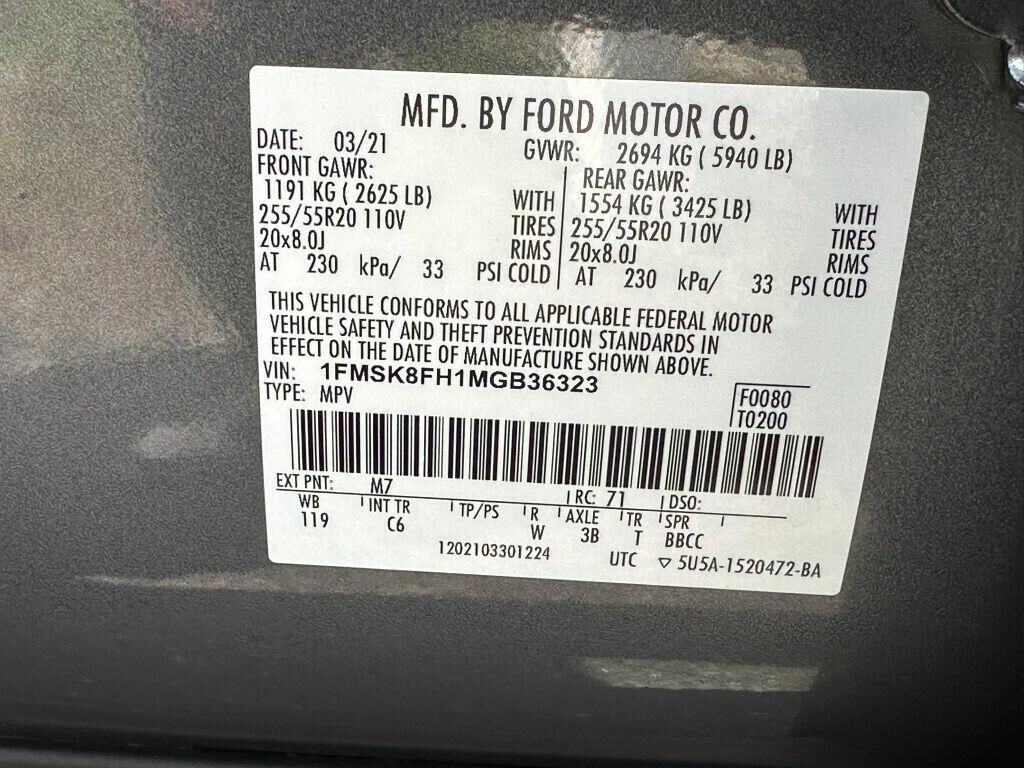 MFD. BY FORD MOTOR CO.
DATE: 03/21 GVWR: 2694 KG ( 5940 LB)
FRONT GAWR: REAR GAWR:
1191 KG ( 2625 LB) WITH 1554 KG ( 3425 LB) WITH
255/55R20 110V TIRES 255/55R20 110V TIRES
20x8.0J RIMS 20x8.0J RIMS
AT 230 kPa/ 33 PSI COLD AT 230 kPa/ 33 PSI COLD
THIS VEHICLE CONFORMS TO ALL APPLICABLE FEDERAL MOTOR
VEHICLE SAFETY AND THEFT PREVENTION STANDARDS IN
EFFECT ON THE DATE OF MANUFACTURE SHOWN ABOVE.
VIN: 1FMSK8FH1MGB36323
TYPE: MPV
F0080
T0200
EXT PNT: M7 RC: 71 DSO:
WB INT TR TP/PS R AXLE TR SPR
119 C6 W 3B T BBCC
1202103301224 UTC ▽ 5U5A-1520472-BA